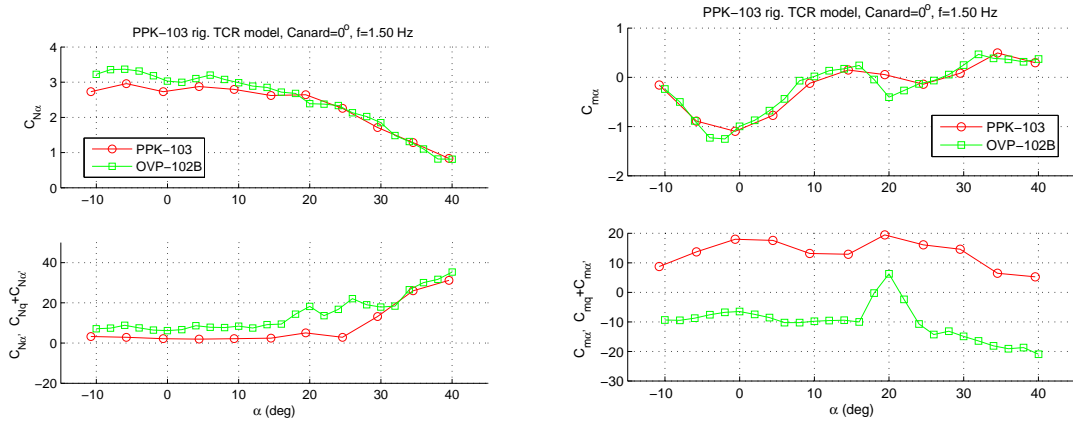 PPK−103 rig. TCR model, Canard=0°, f=1.50 Hz
4
3
2
1
0
C_Nα
PPK−103
OVP−102B
−10 0 10 20 30 40
40
20
0
−20
C_Nα' C_Nq+C_Nα'
−10 0 10 20 30 40
α (deg)
PPK−103 rig. TCR model, Canard=0°, f=1.50 Hz
2
1
0
−1
−2
C_mα
PPK−103
OVP−102B
−10 0 10 20 30 40
20
10
0
−10
−20
−30
C_mα' C_mq+C_mα'
−10 0 10 20 30 40
α (deg)